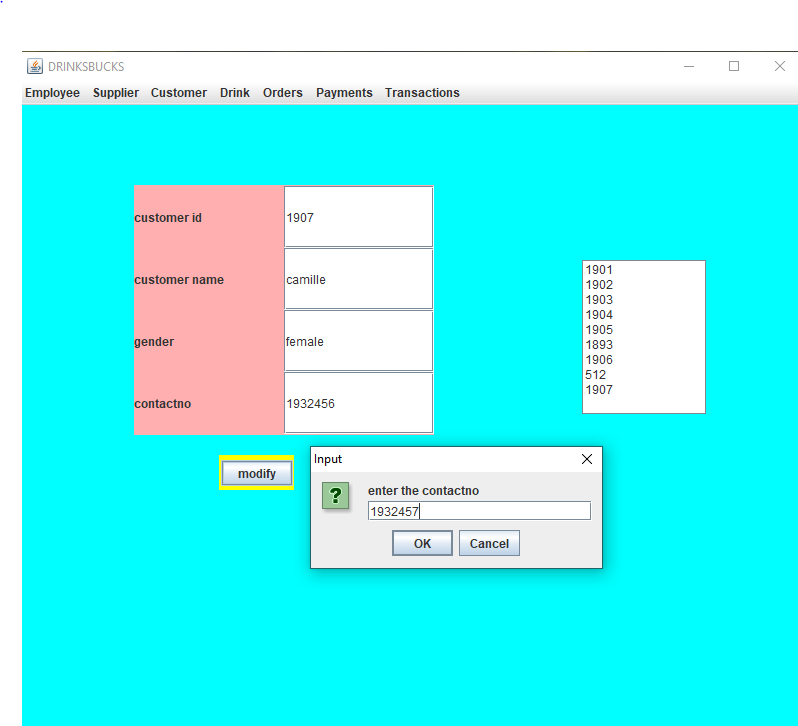 DRINKSBUCKS
Employee Supplier Customer Drink Orders Payments Transactions
customer id 1907
customer name camille
gender female
contactno 1932456
1901
1902
1903
1904
1905
1893
1906
512
1907
modify
Input
?
enter the contactno
1932457
OK Cancel